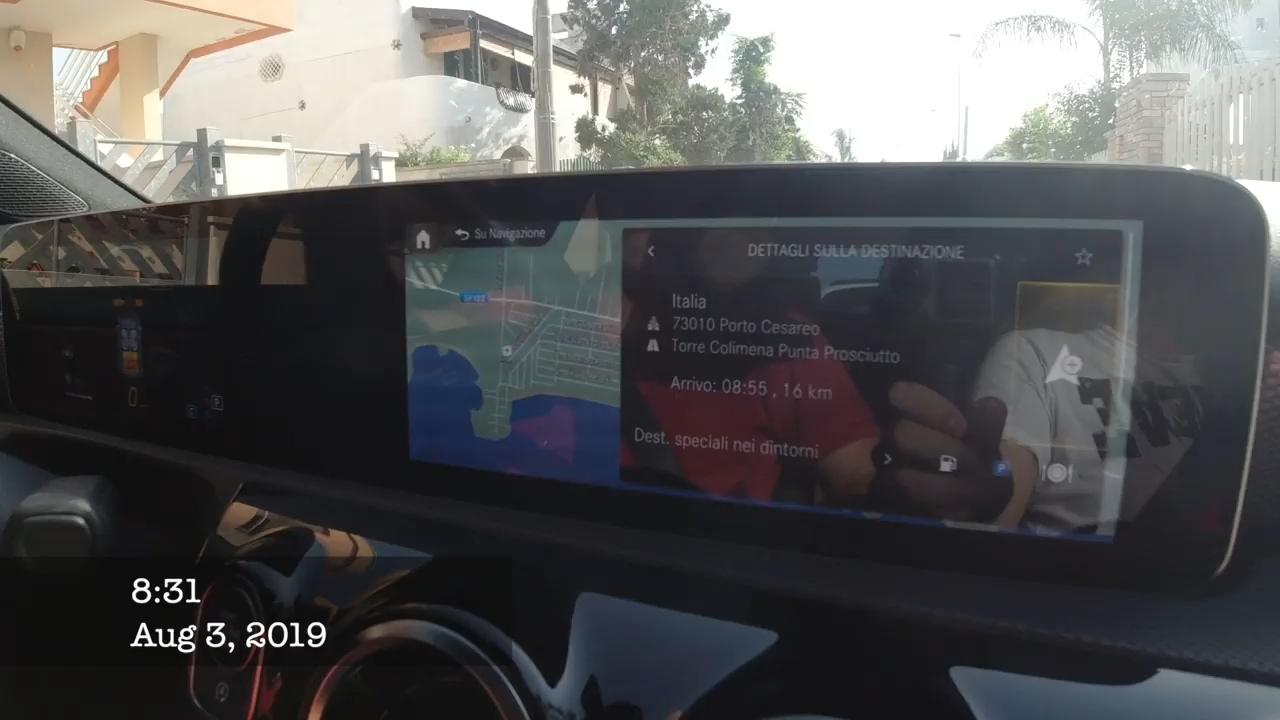 Su Navigazione
DETTAGLI SULLA DESTINAZIONE
Italia
73010 Porto Cesareo
Torre Colimena Punta Prosciutto
Arrivo: 08:55 , 16 km
Dest. speciali nei dintorni
P
P
8:31
Aug 3, 2019